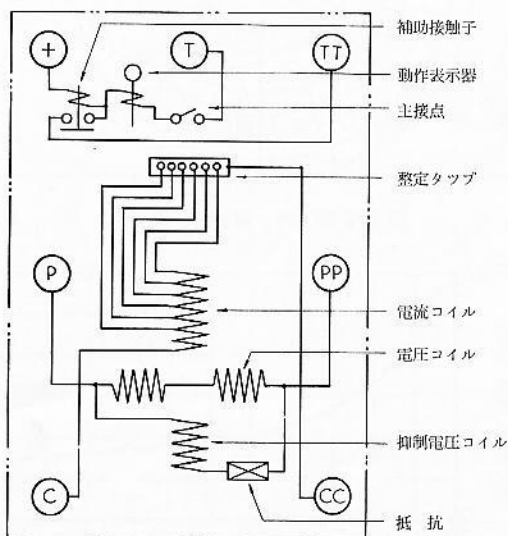 補助接触子
+
T
TT
動作表示器
主接点
整定タップ
P
PP
電流コイル
電圧コイル
抑制電圧コイル
C
CC
抵 抗